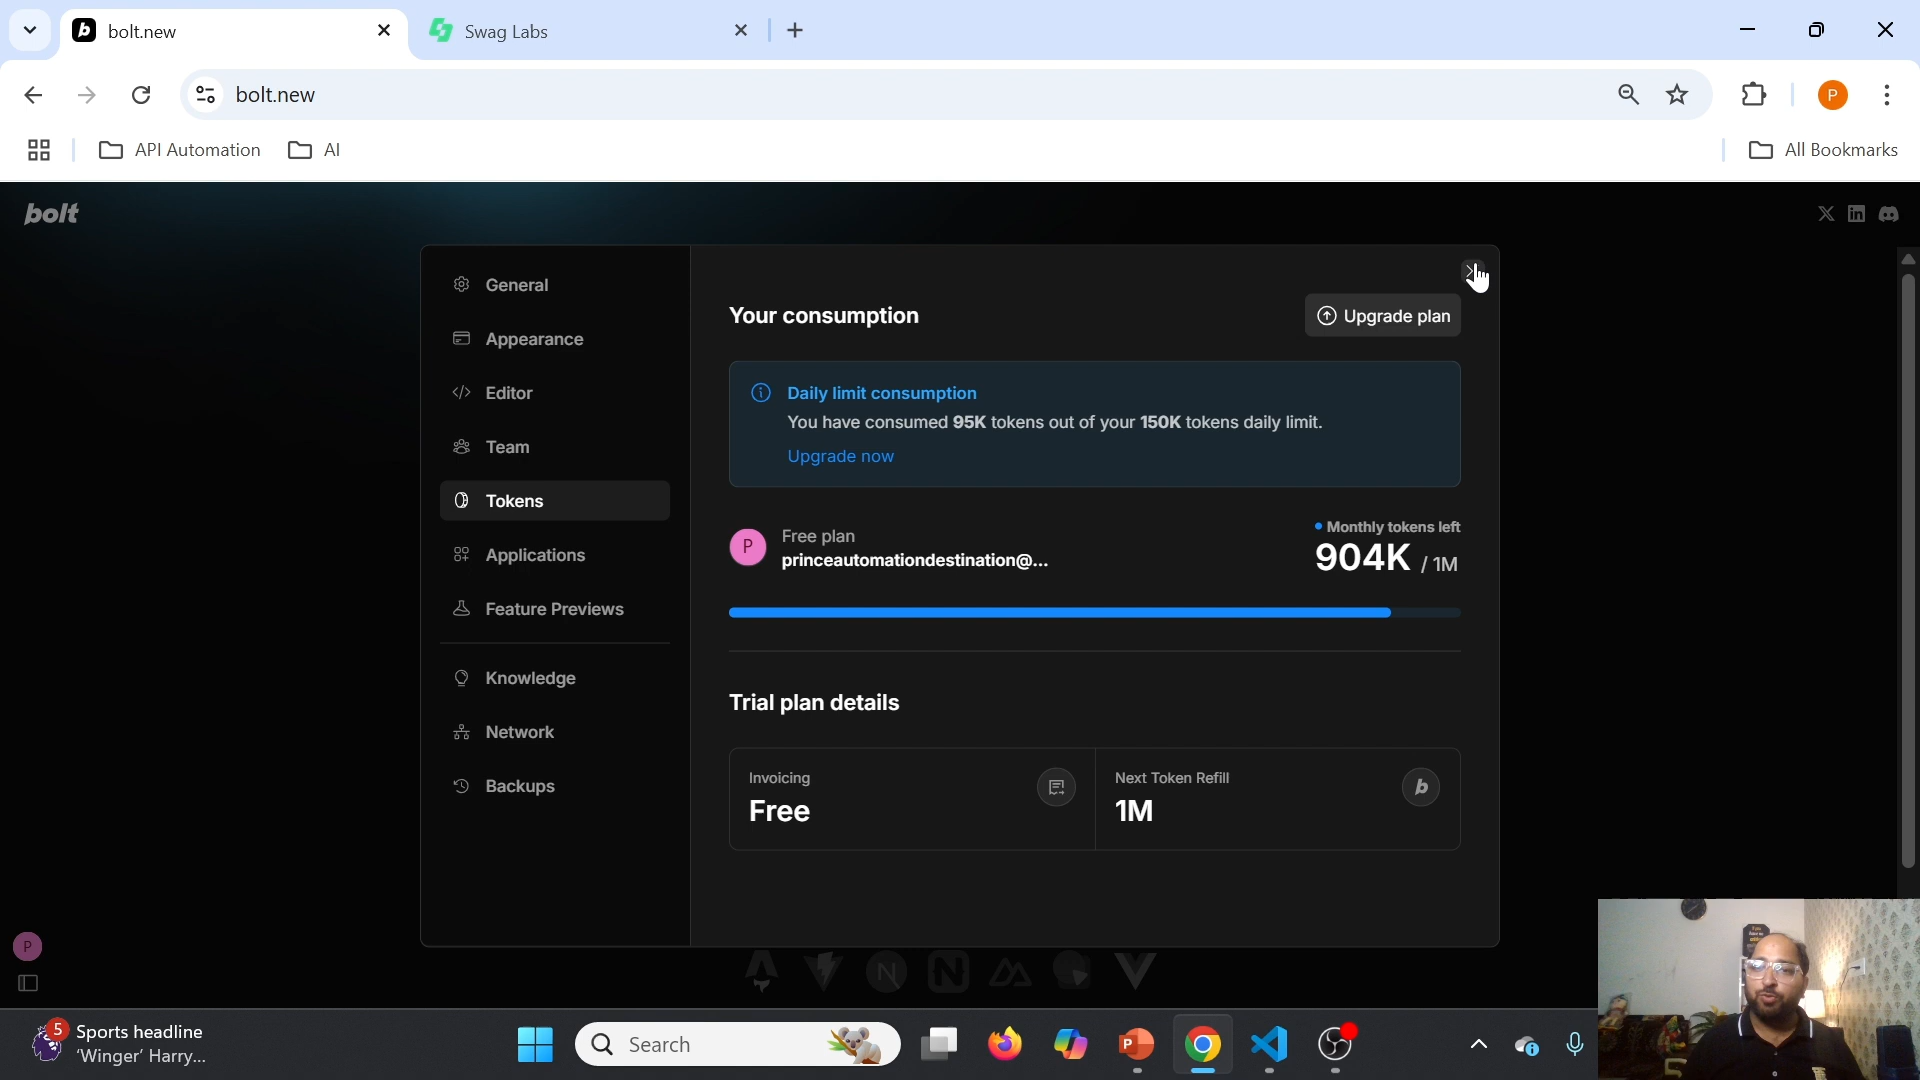 bolt.new
Swag Labs
bolt.new
P
API Automation
AI
All Bookmarks
bolt
General
Appearance
Editor
Team
Tokens
Applications
Feature Previews
Knowledge
Network
Backups
Your consumption
Upgrade plan
Daily limit consumption
You have consumed 95K tokens out of your 150K tokens daily limit.
Upgrade now
P
Free plan
princeautomationdestination@...
Monthly tokens left
904K / 1M
Trial plan details
Invoicing
Free
Next Token Refill
1M
b
P
5
Sports headline
'Winger' Harry...
Search